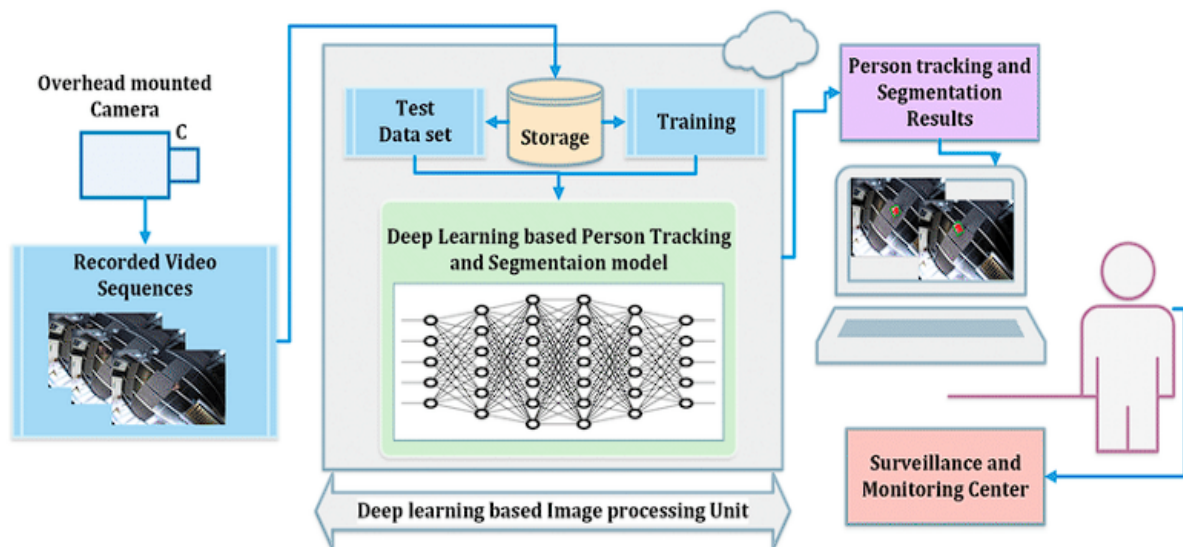 Overhead mounted
Camera
C
Recorded Video
Sequences
Test
Data set
Storage
Training
Deep Learning based Person Tracking
and Segmentaion model
Deep learning based Image processing Unit
Person tracking and
Segmentation
Results
Surveillance and
Monitoring Center